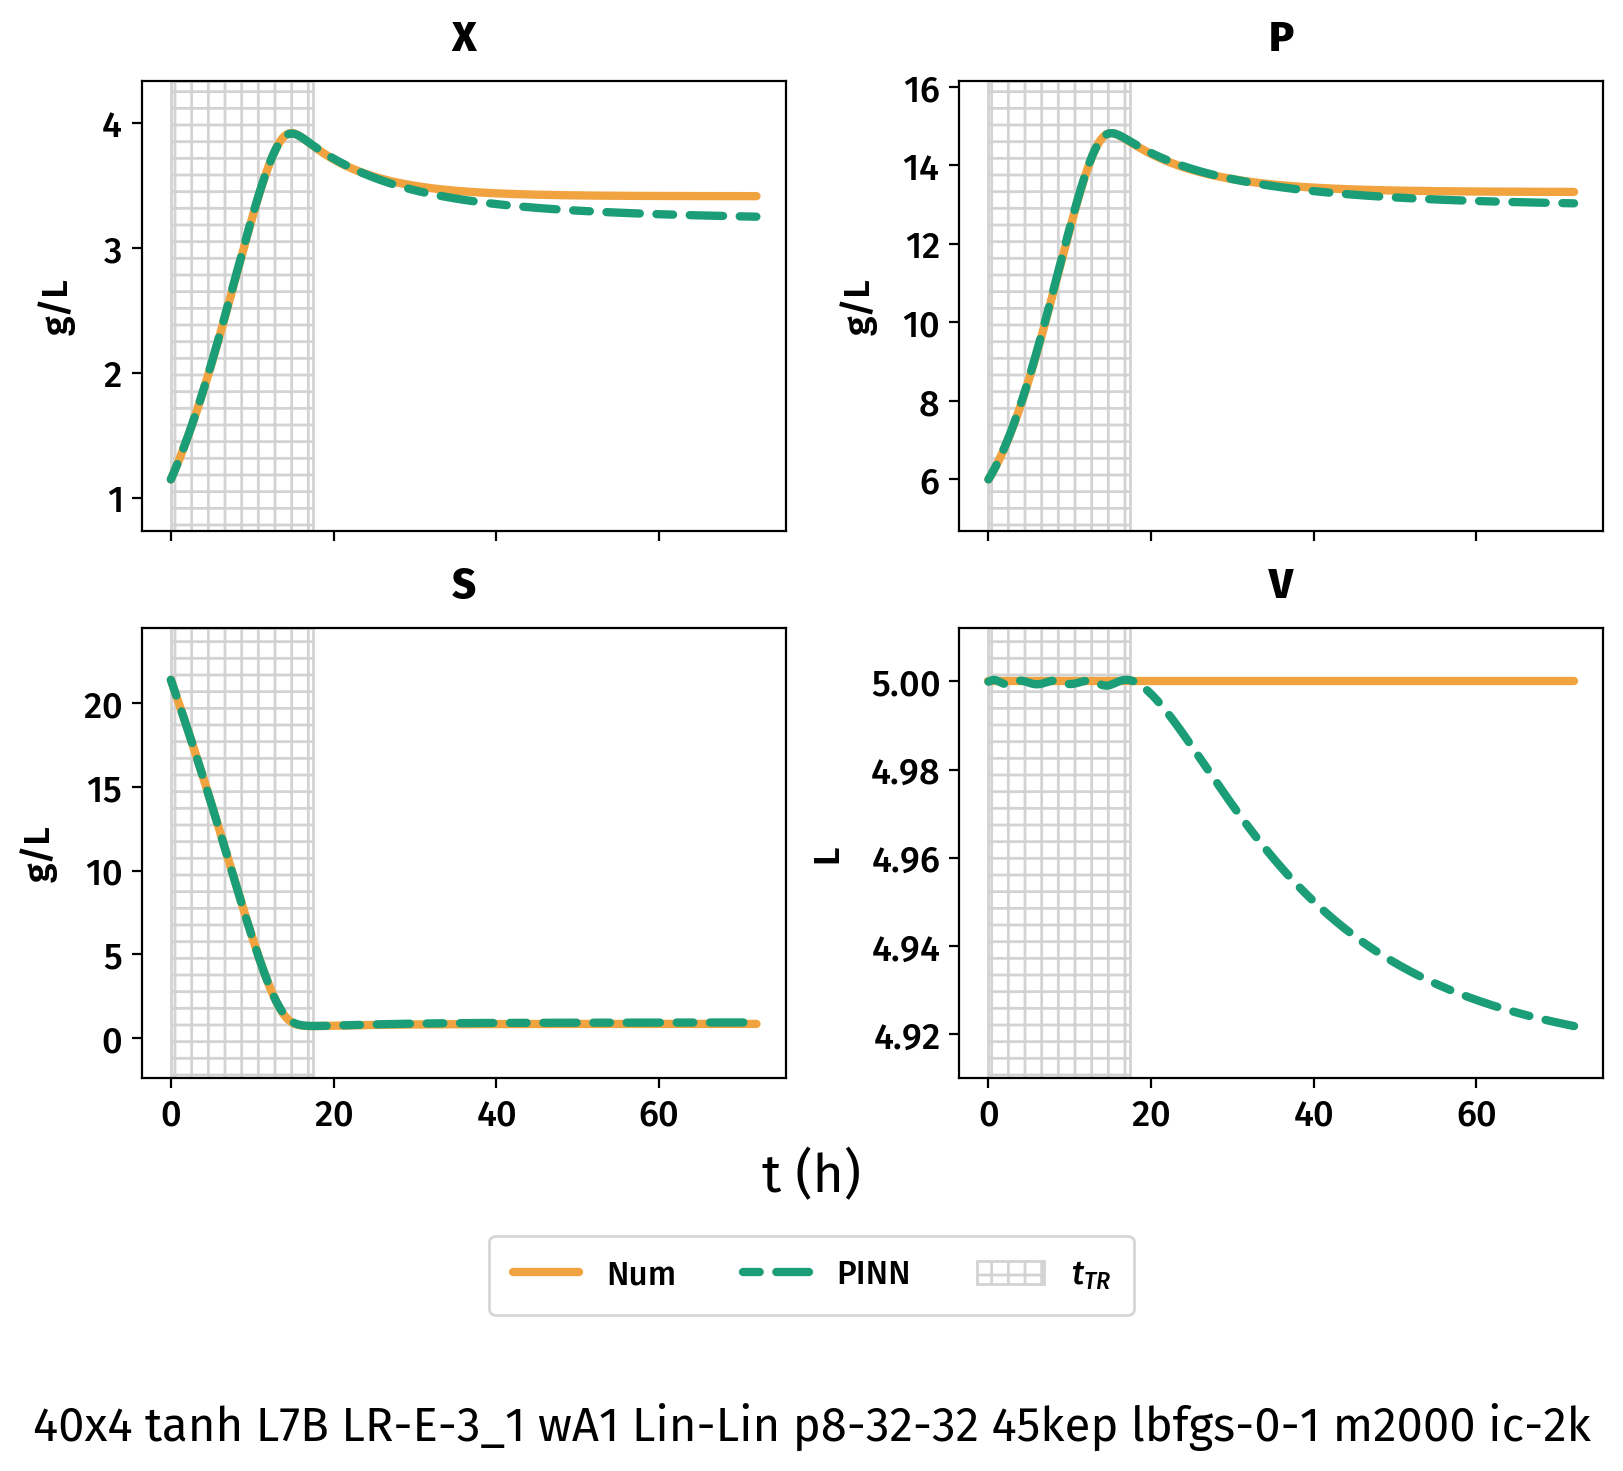 X
P
4
3
2
1
g/L
16
14
12
10
8
6
g/L
S
V
20
15
10
5
0
g/L
0 20 40 60
5.00
4.98
4.96
4.94
4.92
L
0 20 40 60
t (h)
Num PINN t_TR
40x4 tanh L7B LR-E-3_1 wA1 Lin-Lin p8-32-32 45kep lbfgs-0-1 m2000 ic-2k